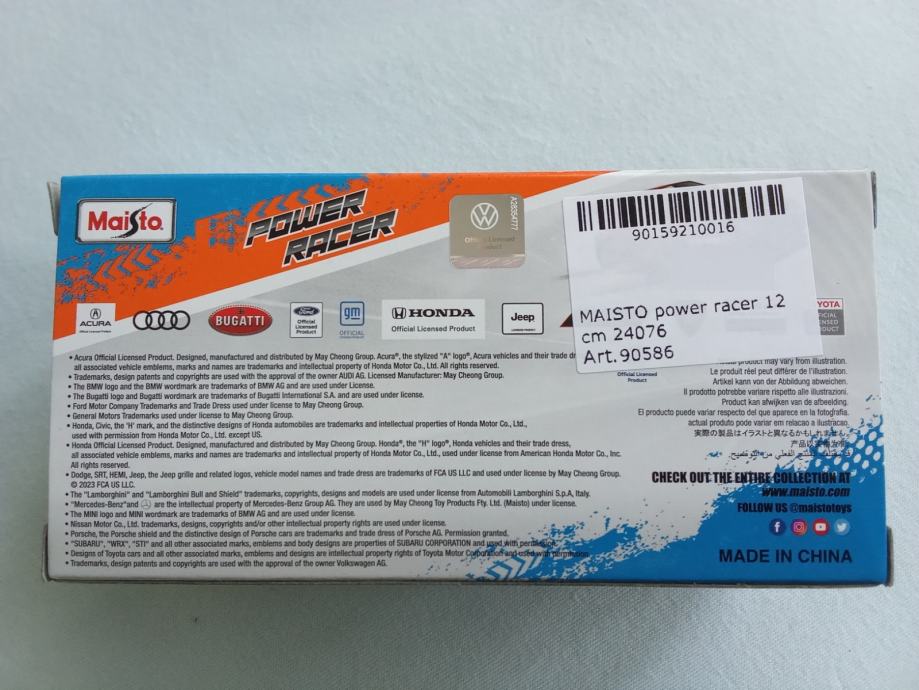 Maisto
POWER
RACER
Official Licensed
Product
A28354777
90159210016
MAISTO power racer 12
cm 24076
Art.90586
ACURA
BUGATTI
Ford
Official
Licensed
Product
gm
OFFICIAL
HONDA
Official Licensed Product
Jeep
• Acura Official Licensed Product. Designed, manufactured and distributed by May Cheong Group. Acura®, the stylized "A" logo®, Acura vehicles and their trade
all associated vehicle emblems, marks and names are trademarks and intellectual property of Honda Motor Co., Ltd. All rights reserved.
• Trademarks, design patents and copyrights are used with the approval of the owner AUDI AG. Licensed Manufacturer: May Cheong Group.
• The BMW logo and the BMW wordmark are trademarks of BMW AG and are used under license.
• The Bugatti logo and Bugatti wordmark are trademarks of Bugatti International S.A. and are used under license.
• Ford Motor Company Trademarks and Trade Dress used under license to May Cheong Group.
• General Motors Trademarks used under license to May Cheong Group.
• Honda, Civic, the 'H' mark, and the distinctive designs of Honda automobiles are trademarks and intellectual properties of Honda Motor Co., Ltd.,
used with permission from Honda Motor Co., Ltd. except US.
• Honda Official Licensed Product. Designed, manufactured and distributed by May Cheong Group. Honda®, the "H" logo®, Honda vehicles and their trade dress,
all associated vehicle emblems, marks and names are trademarks and intellectual property of Honda Motor Co., Ltd., used under license from American Honda Motor Co., Inc.
All rights reserved.
• Dodge, SRT, HEMI, Jeep, the Jeep grille and related logos, vehicle model names and trade dress are trademarks of FCA US LLC and used under license by May Cheong Group.
© 2023 FCA US LLC.
• The "Lamborghini" and "Lamborghini Bull and Shield" trademarks, copyrights, designs and models are used under license from Automobili Lamborghini S.p.A, Italy.
• "Mercedes-Benz"and are the intellectual property of Mercedes-Benz Group AG. They are used by May Cheong Toy Products Fty. Ltd. (Maisto) under license.
• The MINI logo and MINI wordmark are trademarks of BMW AG and are used under license.
• Nissan Motor Co., Ltd. trademarks, designs, copyrights and/or other intellectual property rights are used under license.
• Porsche, the Porsche shield and the distinctive design of Porsche cars are trademarks and trade dress of Porsche AG. Permission granted.
• "SUBARU", "WRX", "STI" and all other associated marks, emblems and body designs are properties of SUBARU CORPORATION and used with permission.
• Designs of Toyota cars and all other associated marks, emblems and designs are intellectual property rights of Toyota Motor Corporation and used with permission.
• Trademarks, design patents and copyrights are used with the approval of the owner Volkswagen AG.
Official Licensed
Product
product may vary from illustration.
Le produit réel peut différer de l'illustration.
Artikel kann von der Abbildung abweichen.
Il prodotto potrebbe variare rispetto all'illustrazione.
Product kan afwijken van de afbeelding.
El producto puede variar respecto del que aparece en la fotografia.
actual produto pode variar em relacao a ilustracao.
実際の製品はイラストと異なるかもしれません。
CHECK OUT THE ENTIRE COLLECTION AT
www.maisto.com
FOLLOW US @maistotoys
MADE IN CHINA